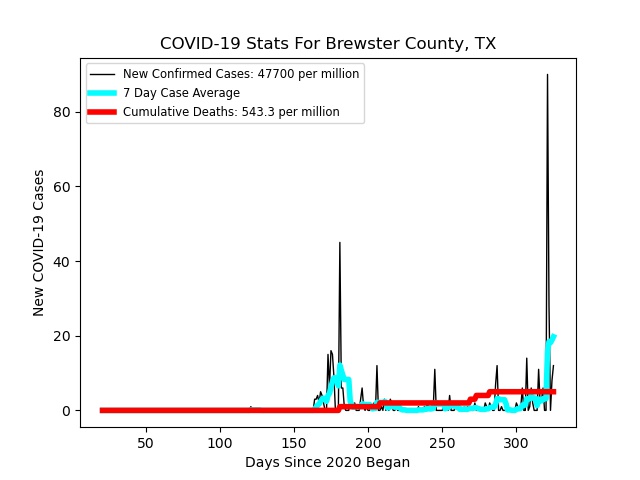 COVID-19 Stats For Brewster County, TX
New Confirmed Cases: 47700 per million
7 Day Case Average
Cumulative Deaths: 543.3 per million
New COVID-19 Cases
80
60
40
20
0
50 100 150 200 250 300
Days Since 2020 Began